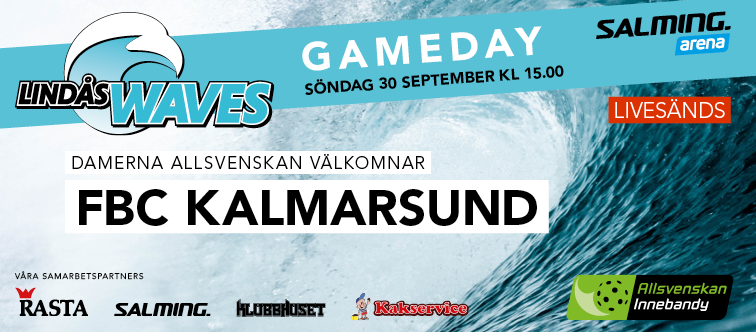 LINDÅS WAVES
GAMEDAY
SÖNDAG 30 SEPTEMBER KL 15.00
SALMING.
arena
LIVESÄNDS
DAMERNA ALLSVENSKAN VÄLKOMNAR
FBC KALMARSUND
VÅRA SAMARBETSPARTNERS
RASTA SALMING. KLUBBHUSET Kakservice
Allsvenskan
Innebandy